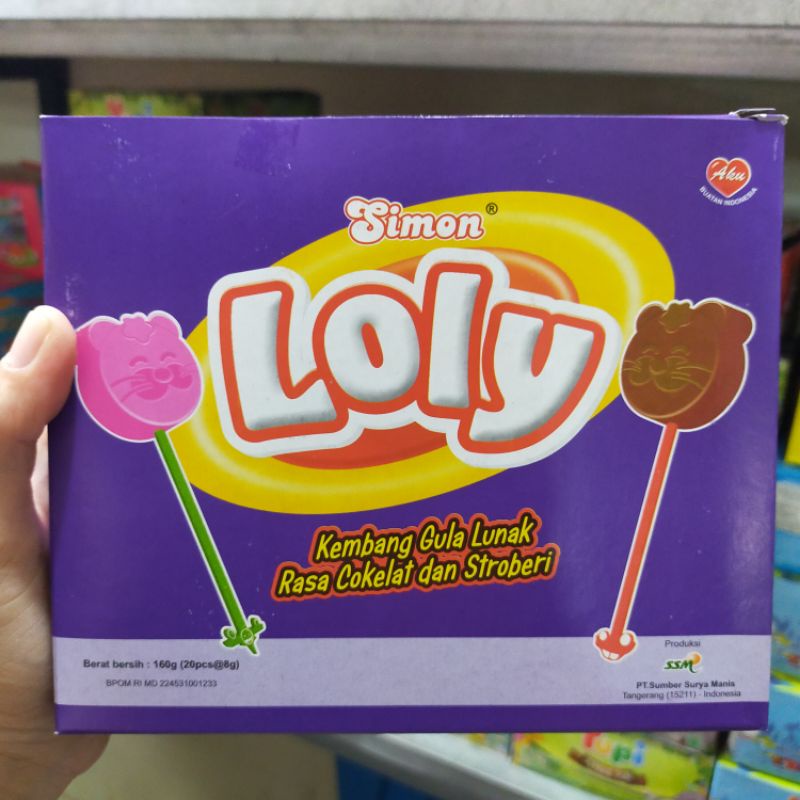 Aku
BUATAN INDONESIA
Simon®
Loly
Kembang Gula Lunak
Rasa Cokelat dan Stroberi
Berat bersih : 160g (20pcs@8g)
BPOM RI MD 224531001233
Produksi
SSM
PT.Sumber Surya Manis
Tangerang (15211) - Indonesia